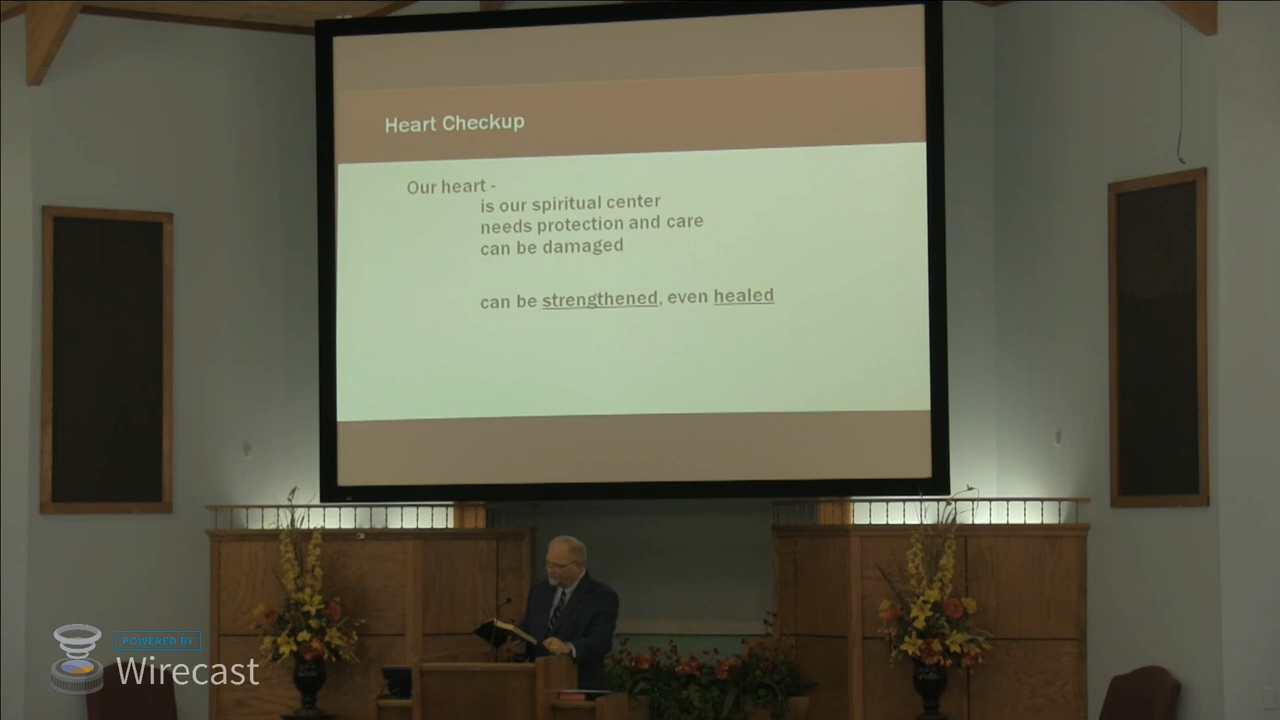 Heart Checkup
Our heart -
is our spiritual center
needs protection and care
can be damaged
can be strengthened, even healed
POWERED BY
Wirecast